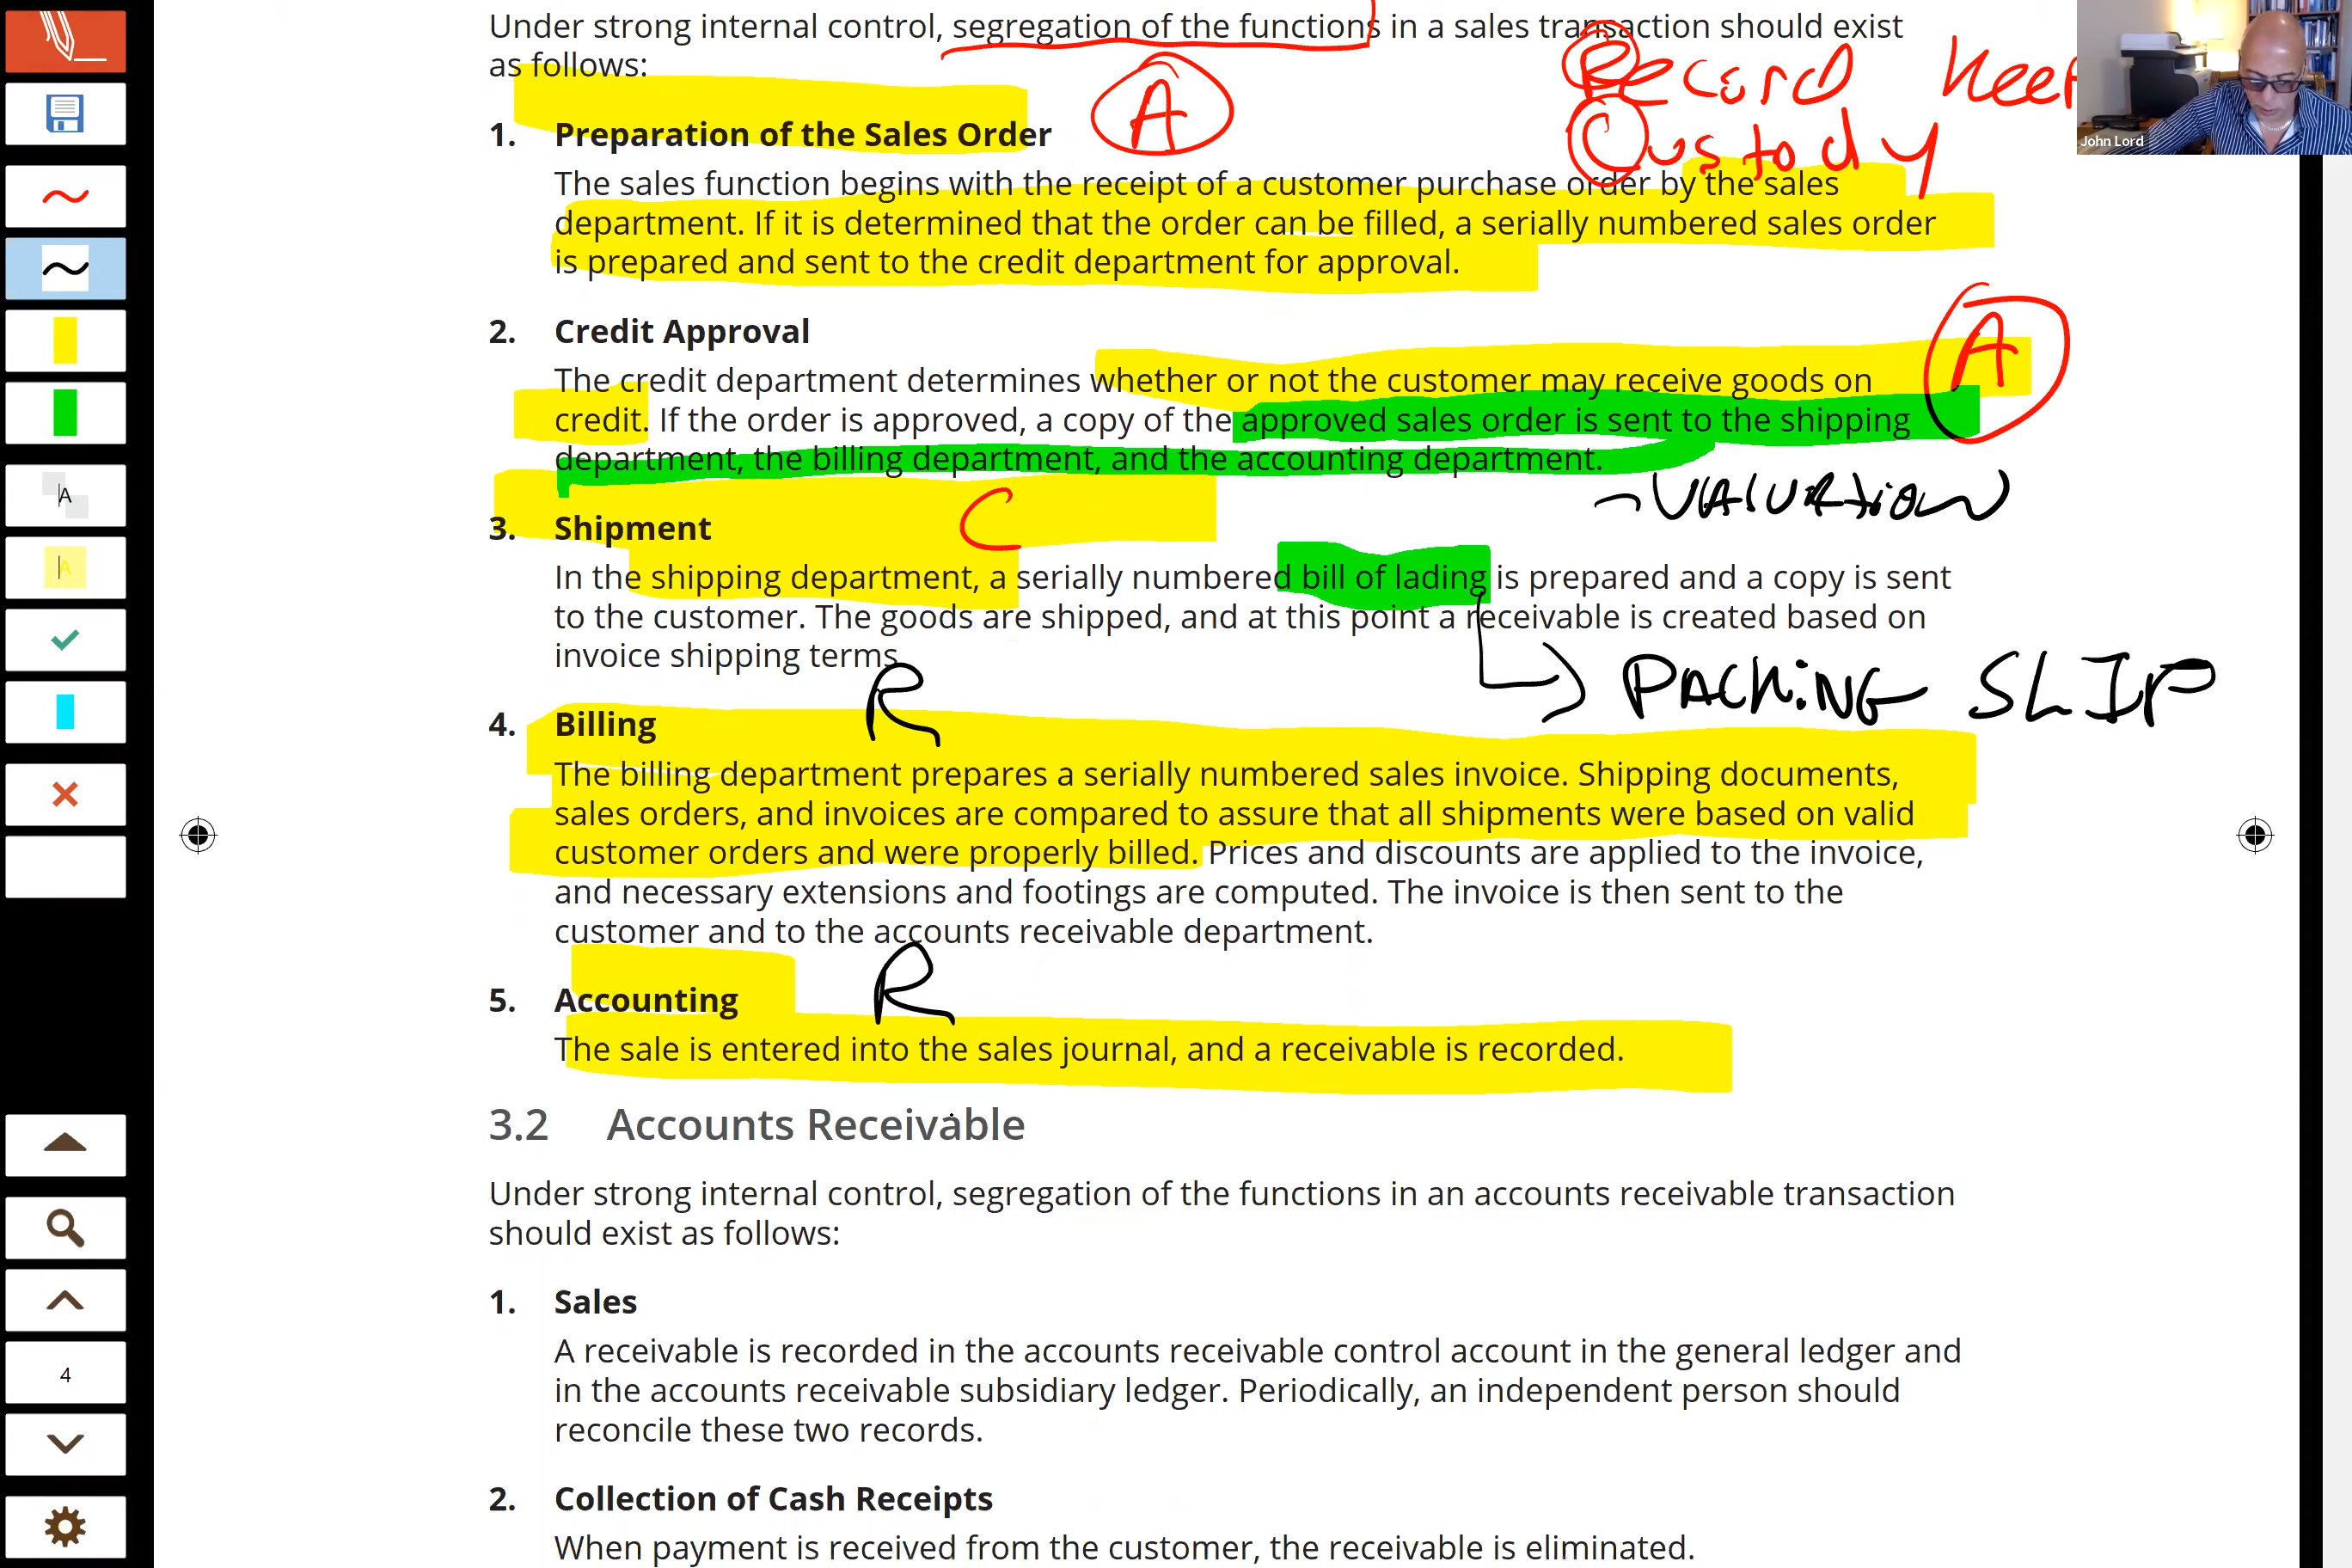 Under strong internal control, segregation of the functions in a sales transaction should exist
as follows:
Record Keep
A
Custody
John Lord
1. Preparation of the Sales Order
The sales function begins with the receipt of a customer purchase order by the sales
department. If it is determined that the order can be filled, a serially numbered sales order
is prepared and sent to the credit department for approval.
2. Credit Approval
A
The credit department determines whether or not the customer may receive goods on
credit. If the order is approved, a copy of the approved sales order is sent to the shipping
department, the billing department, and the accounting department.
VALUATION
3. Shipment C
In the shipping department, a serially numbered bill of lading is prepared and a copy is sent
to the customer. The goods are shipped, and at this point a receivable is created based on
invoice shipping terms.
PACKING SLIP
4. Billing R
The billing department prepares a serially numbered sales invoice. Shipping documents,
sales orders, and invoices are compared to assure that all shipments were based on valid
customer orders and were properly billed. Prices and discounts are applied to the invoice,
and necessary extensions and footings are computed. The invoice is then sent to the
customer and to the accounts receivable department.
5. Accounting R
The sale is entered into the sales journal, and a receivable is recorded.
3.2 Accounts Receivable
Under strong internal control, segregation of the functions in an accounts receivable transaction
should exist as follows:
1. Sales
A receivable is recorded in the accounts receivable control account in the general ledger and
in the accounts receivable subsidiary ledger. Periodically, an independent person should
reconcile these two records.
4
2. Collection of Cash Receipts
When payment is received from the customer, the receivable is eliminated.